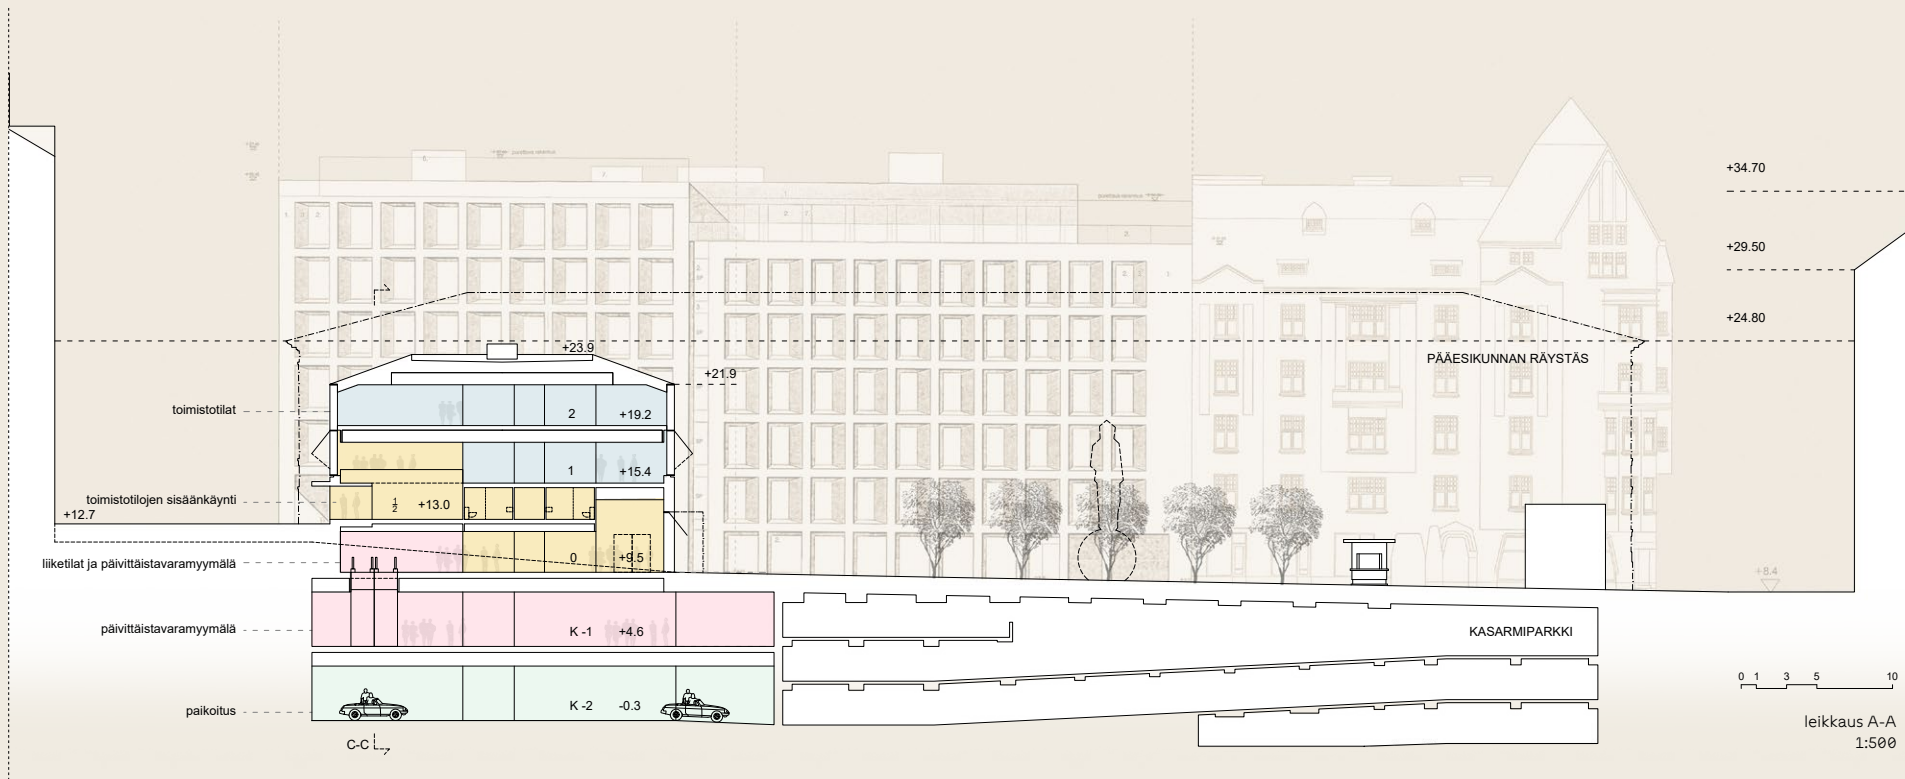 +34.70
+29.50
+24.80
PÄÄESIKUNNAN RÄYSTÄS
+23.9
+21.9
toimistotilat
2 +19.2
1 +15.4
toimistotilojen sisäänkäynti
½ +13.0
+12.7
liiketilat ja päivittäistavaramyymälä
0 +9.5
+8.4
päivittäistavaramyymälä
K -1 +4.6
KASARMIPARKKI
paikoitus
K -2 -0.3
C-C
0 1 3 5 10
leikkaus A-A
1:500